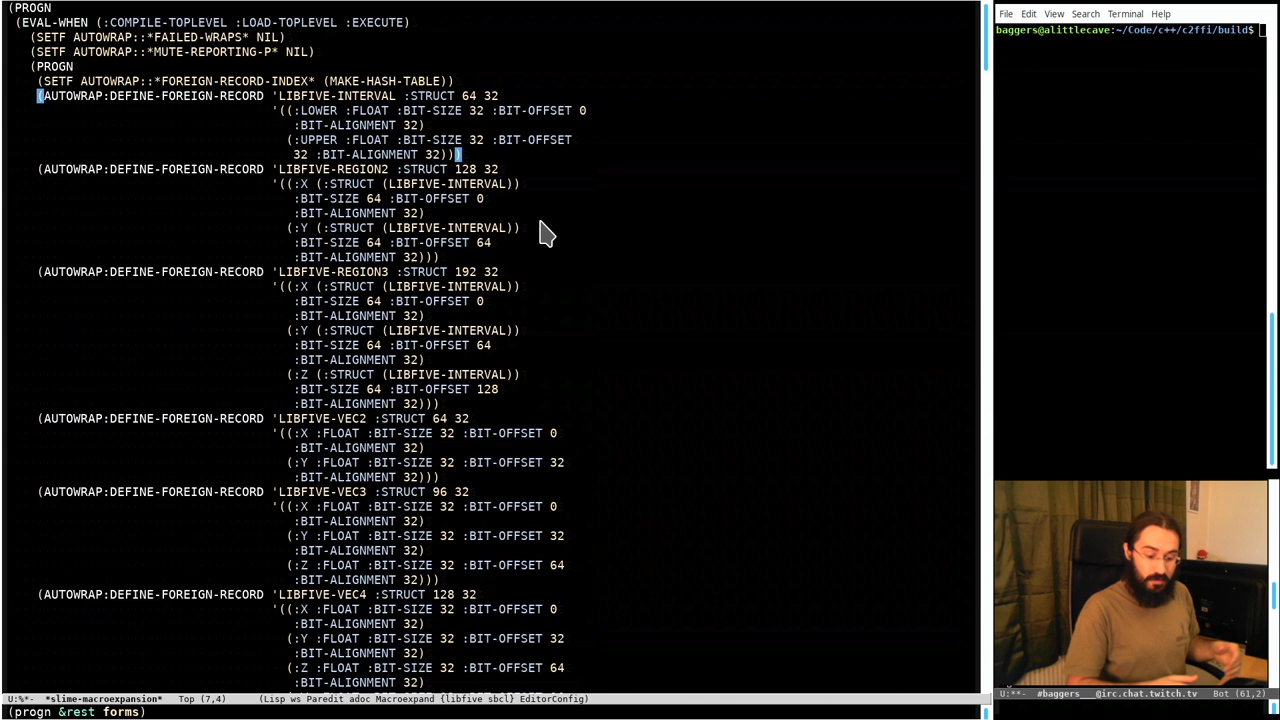 (PROGN
(EVAL-WHEN (:COMPILE-TOPLEVEL :LOAD-TOPLEVEL :EXECUTE)
(SETF AUTOWRAP::*FAILED-WRAPS* NIL)
(SETF AUTOWRAP::*MUTE-REPORTING-P* NIL)
(PROGN
(SETF AUTOWRAP::*FOREIGN-RECORD-INDEX* (MAKE-HASH-TABLE))
(AUTOWRAP:DEFINE-FOREIGN-RECORD 'LIBFIVE-INTERVAL :STRUCT 64 32
'((:LOWER :FLOAT :BIT-SIZE 32 :BIT-OFFSET 0
:BIT-ALIGNMENT 32)
(:UPPER :FLOAT :BIT-SIZE 32 :BIT-OFFSET
32 :BIT-ALIGNMENT 32)))
(AUTOWRAP:DEFINE-FOREIGN-RECORD 'LIBFIVE-REGION2 :STRUCT 128 32
'((:X (:STRUCT (LIBFIVE-INTERVAL))
:BIT-SIZE 64 :BIT-OFFSET 0
:BIT-ALIGNMENT 32)
(:Y (:STRUCT (LIBFIVE-INTERVAL))
:BIT-SIZE 64 :BIT-OFFSET 64
:BIT-ALIGNMENT 32)))
(AUTOWRAP:DEFINE-FOREIGN-RECORD 'LIBFIVE-REGION3 :STRUCT 192 32
'((:X (:STRUCT (LIBFIVE-INTERVAL))
:BIT-SIZE 64 :BIT-OFFSET 0
:BIT-ALIGNMENT 32)
(:Y (:STRUCT (LIBFIVE-INTERVAL))
:BIT-SIZE 64 :BIT-OFFSET 64
:BIT-ALIGNMENT 32)
(:Z (:STRUCT (LIBFIVE-INTERVAL))
:BIT-SIZE 64 :BIT-OFFSET 128
:BIT-ALIGNMENT 32)))
(AUTOWRAP:DEFINE-FOREIGN-RECORD 'LIBFIVE-VEC2 :STRUCT 64 32
'((:X :FLOAT :BIT-SIZE 32 :BIT-OFFSET 0
:BIT-ALIGNMENT 32)
(:Y :FLOAT :BIT-SIZE 32 :BIT-OFFSET 32
:BIT-ALIGNMENT 32)))
(AUTOWRAP:DEFINE-FOREIGN-RECORD 'LIBFIVE-VEC3 :STRUCT 96 32
'((:X :FLOAT :BIT-SIZE 32 :BIT-OFFSET 0
:BIT-ALIGNMENT 32)
(:Y :FLOAT :BIT-SIZE 32 :BIT-OFFSET 32
:BIT-ALIGNMENT 32)
(:Z :FLOAT :BIT-SIZE 32 :BIT-OFFSET 64
:BIT-ALIGNMENT 32)))
(AUTOWRAP:DEFINE-FOREIGN-RECORD 'LIBFIVE-VEC4 :STRUCT 128 32
'((:X :FLOAT :BIT-SIZE 32 :BIT-OFFSET 0
:BIT-ALIGNMENT 32)
(:Y :FLOAT :BIT-SIZE 32 :BIT-OFFSET 32
:BIT-ALIGNMENT 32)
(:Z :FLOAT :BIT-SIZE 32 :BIT-OFFSET 64
:BIT-ALIGNMENT 32)
U:%*- *slime-macroexpansion* Top (7,4) (Lisp ws Paredit adoc Macroexpand {libfive sbcl} EditorConfig)
(progn &rest forms)
File Edit View Search Terminal Help
baggers@alittlecave:~/Code/c++/c2ffi/build$
U:**- #baggers___@irc.chat.twitch.tv Bot (61,2)